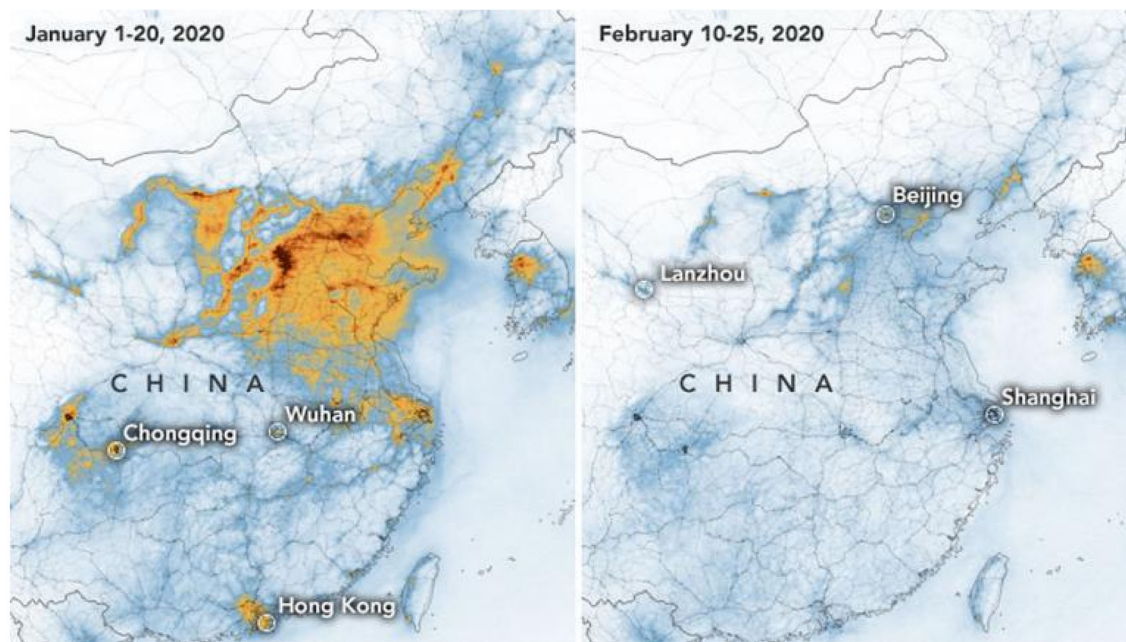 January 1-20, 2020
CHINA
Wuhan
Chongqing
Hong Kong
February 10-25, 2020
Beijing
Lanzhou
CHINA
Shanghai